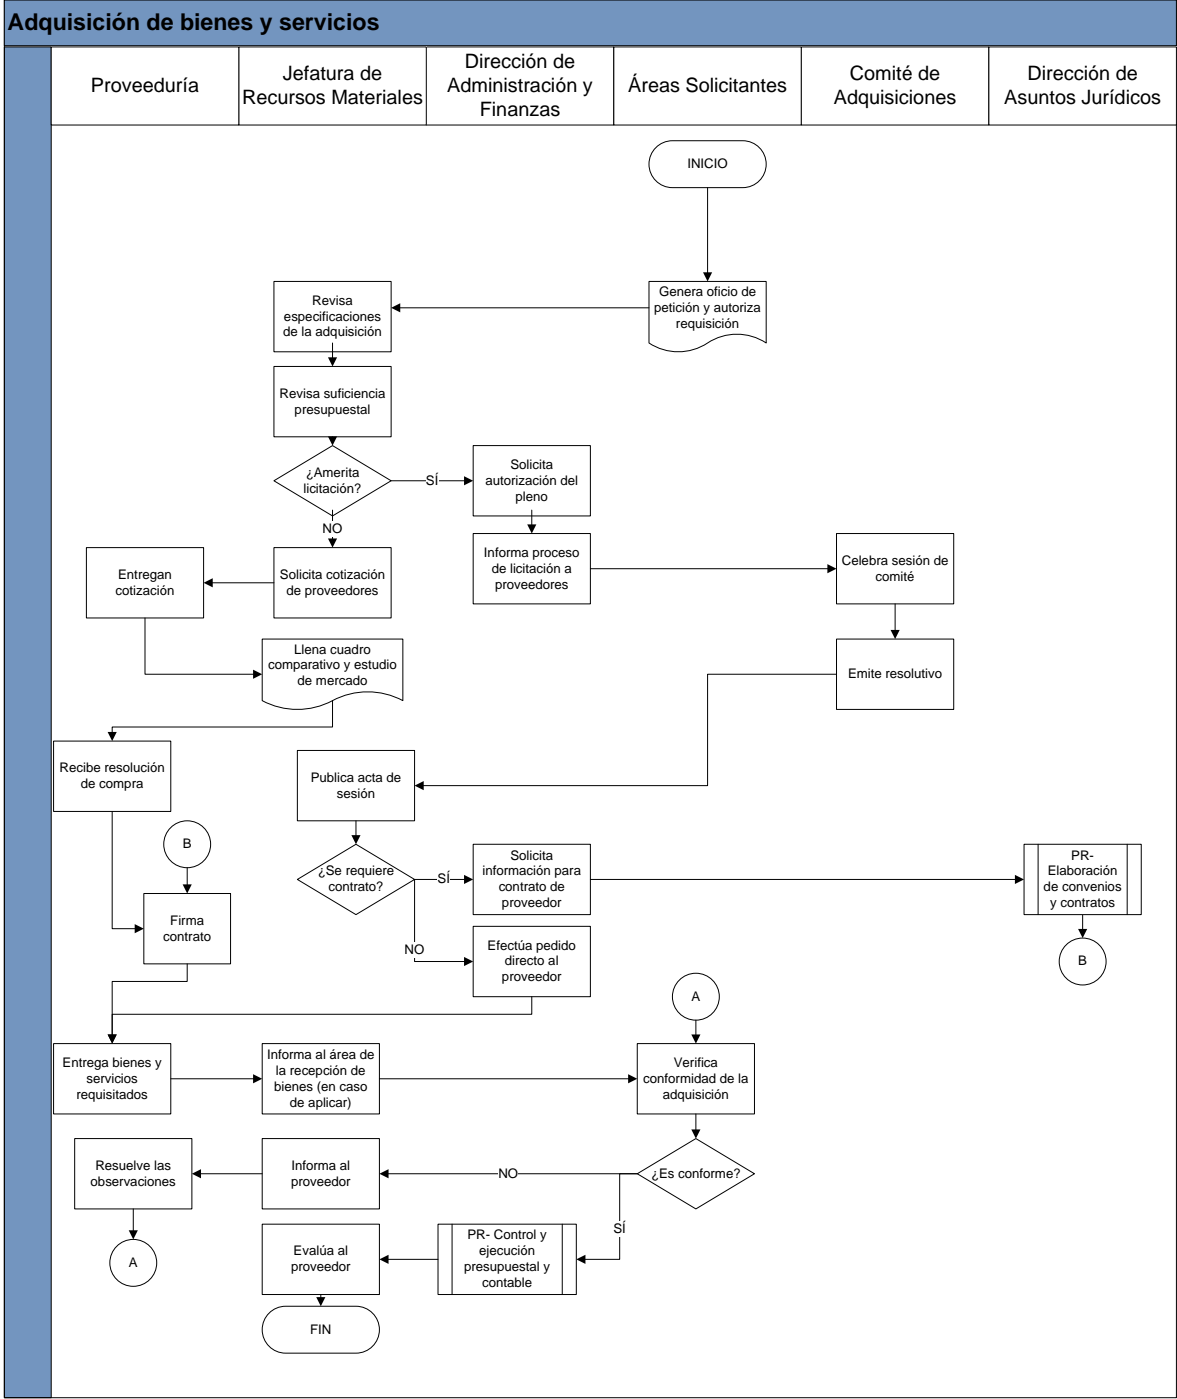 Adquisición de bienes y servicios
Proveeduría
Jefatura de
Recursos Materiales
Dirección de
Administración y
Finanzas
Áreas Solicitantes
Comité de
Adquisiciones
Dirección de
Asuntos Jurídicos
INICIO
Genera oficio de
petición y autoriza
requisición
Revisa
especificaciones
de la adquisición
Revisa suficiencia
presupuestal
¿Amerita
licitación?
SÍ
Solicita
autorización del
pleno
NO
Informa proceso
de licitación a
proveedores
Celebra sesión de
comité
Solicita cotización
de proveedores
Entregan
cotización
Llena cuadro
comparativo y estudio
de mercado
Emite resolutivo
Recibe resolución
de compra
Publica acta de
sesión
B
¿Se requiere
contrato?
SÍ
Solicita
información para
contrato de
proveedor
PR-
Elaboración
de convenios
y contratos
Firma
contrato
NO
Efectúa pedido
directo al
proveedor
B
A
Entrega bienes y
servicios
requisitados
Informa al área de
la recepción de
bienes (en caso
de aplicar)
Verifica
conformidad de la
adquisición
Resuelve las
observaciones
Informa al
proveedor
NO
¿Es conforme?
SÍ
A
Evalúa al
proveedor
PR- Control y
ejecución
presupuestal y
contable
FIN